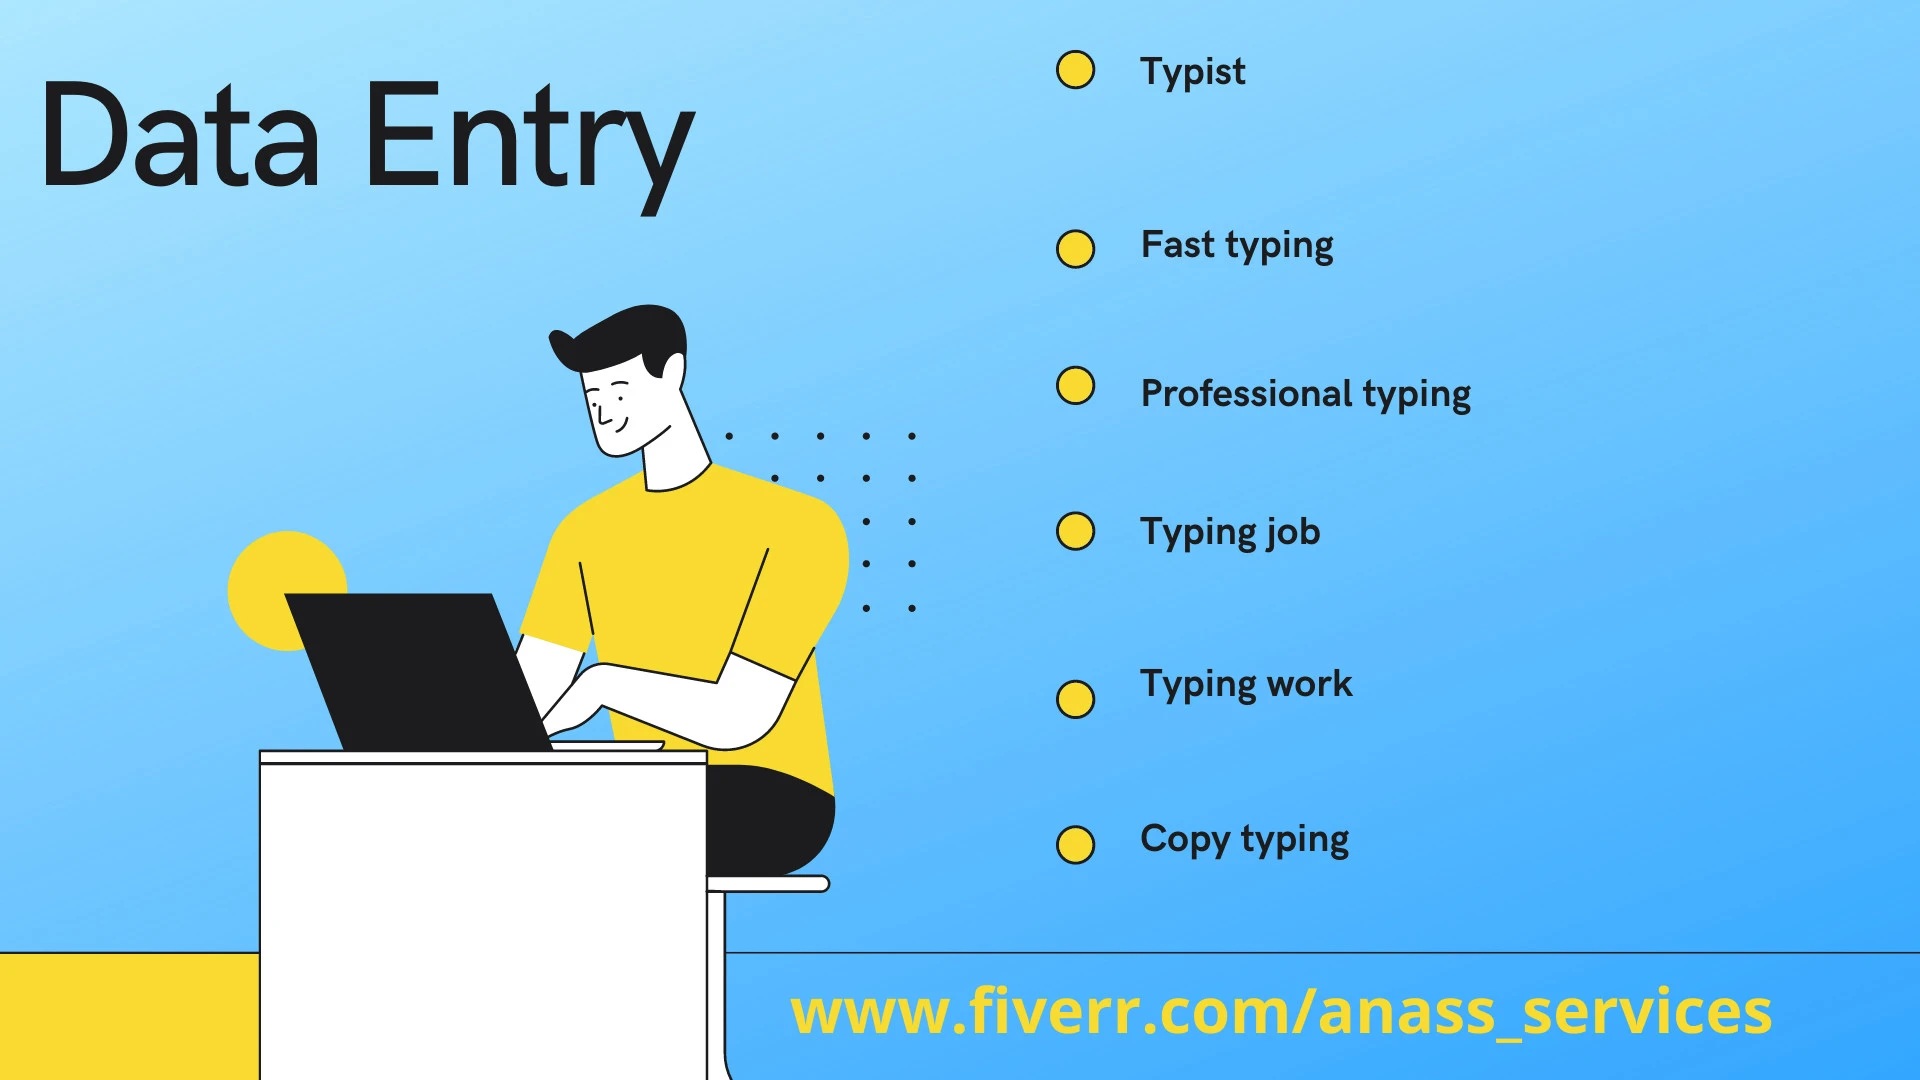 Data Entry
Typist
Fast typing
Professional typing
Typing job
Typing work
Copy typing
www.fiverr.com/anass_services